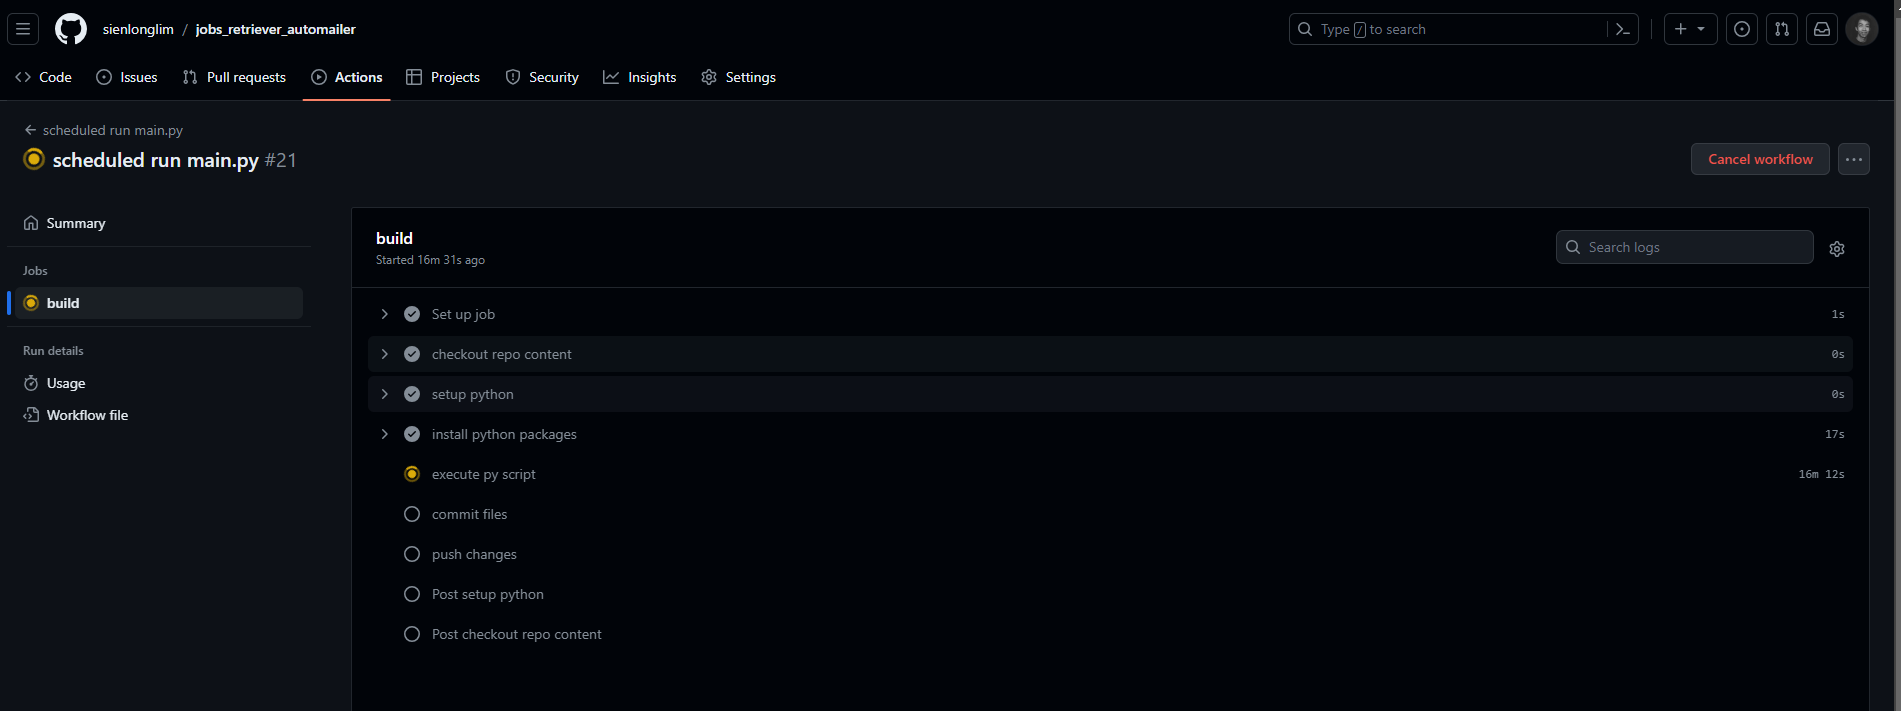 sienlonglim / jobs_retriever_automailer
Type / to search
Code Issues Pull requests Actions Projects Security Insights Settings
scheduled run main.py
scheduled run main.py #21
Cancel workflow
Summary
Jobs
build
Run details
Usage
Workflow file
build
Started 16m 31s ago
Search logs
Set up job 1s
checkout repo content 0s
setup python 0s
install python packages 17s
execute py script 16m 12s
commit files
push changes
Post setup python
Post checkout repo content